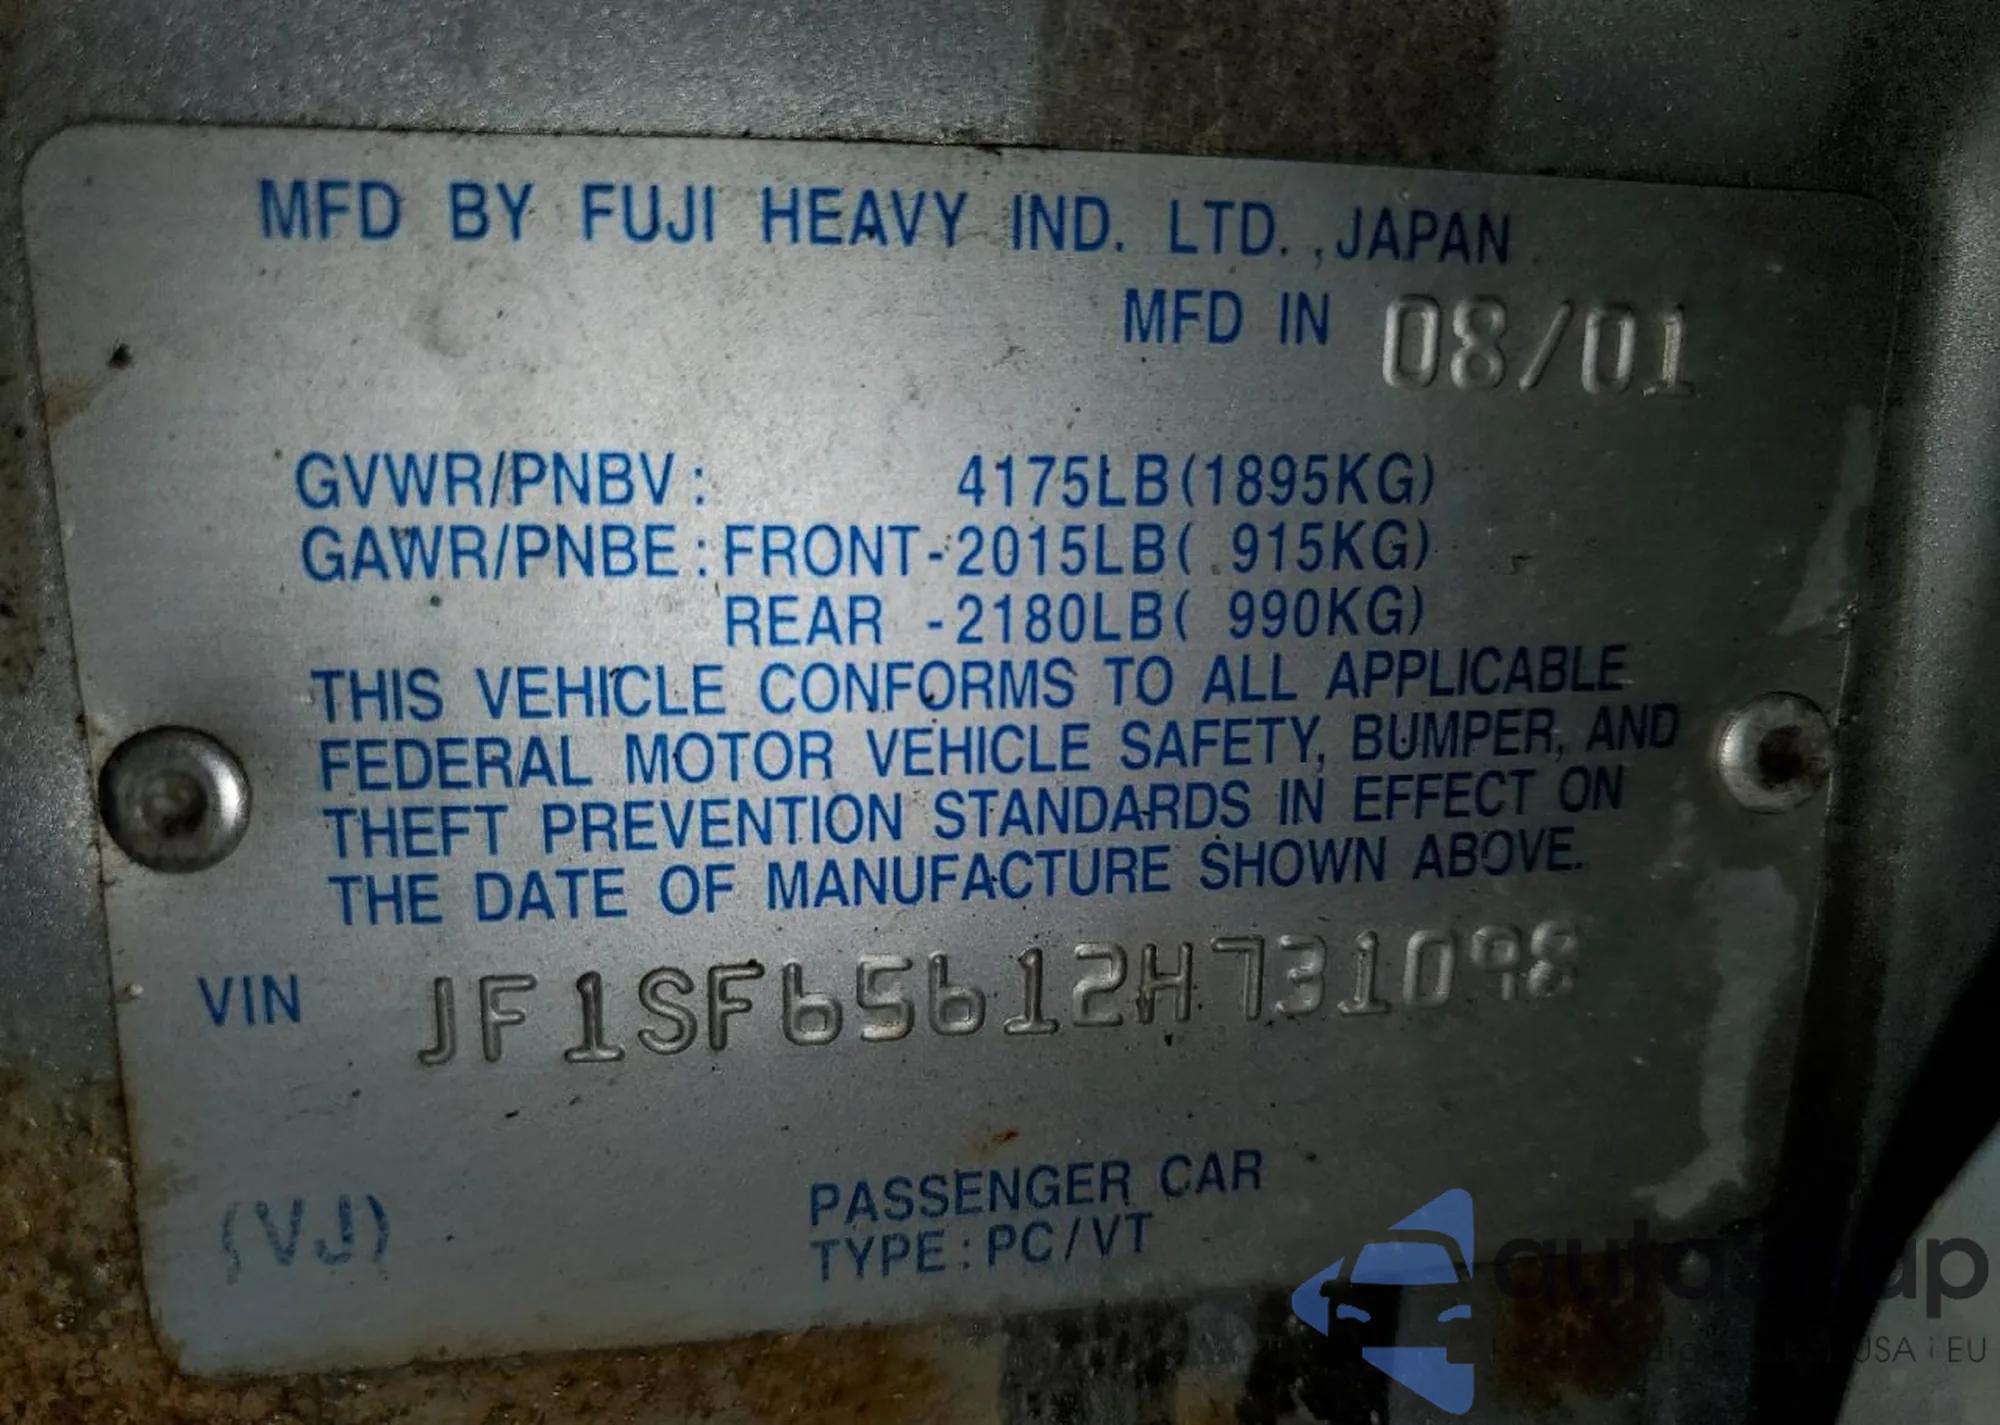 MFD BY FUJI HEAVY IND. LTD. ,JAPAN
MFD IN 08/01
GVWR/PNBV: 4175LB(1895KG)
GAWR/PNBE:FRONT-2015LB( 915KG)
REAR -2180LB( 990KG)
THIS VEHICLE CONFORMS TO ALL APPLICABLE
FEDERAL MOTOR VEHICLE SAFETY, BUMPER, AND
THEFT PREVENTION STANDARDS IN EFFECT ON
THE DATE OF MANUFACTURE SHOWN ABOVE.
VIN JF1SF65612H731098
(VJ)
PASSENGER CAR
TYPE:PC/VT
USA i EU